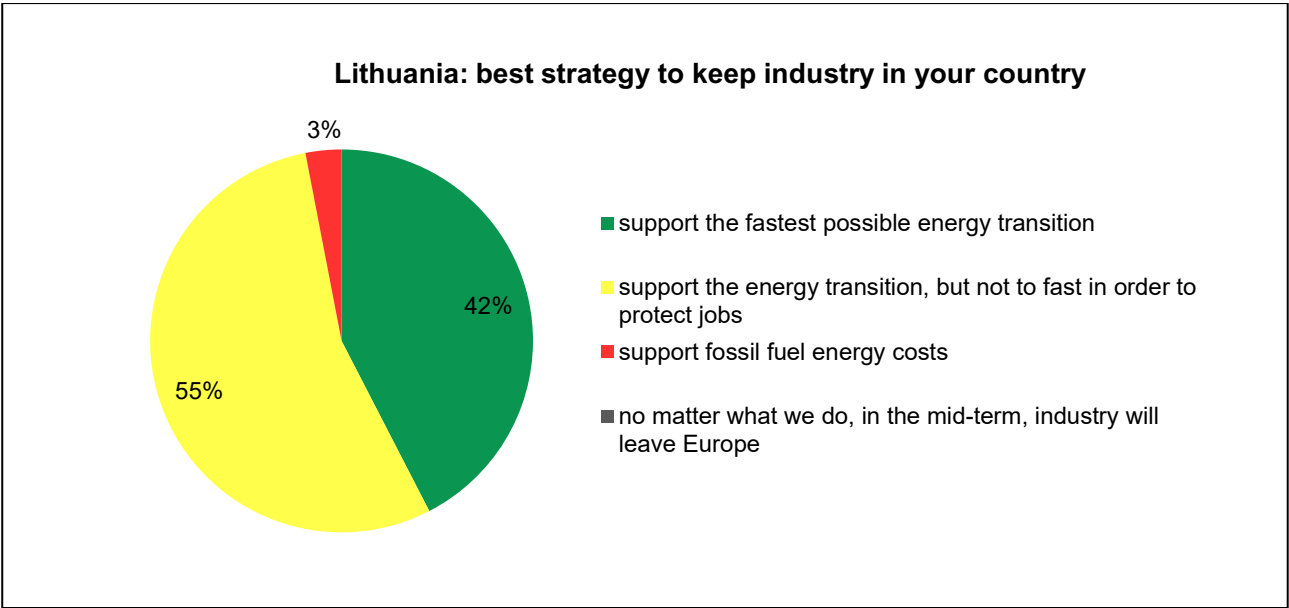 Lithuania: best strategy to keep industry in your country
3%
42%
55%
support the fastest possible energy transition
support the energy transition, but not to fast in order to
protect jobs
support fossil fuel energy costs
no matter what we do, in the mid-term, industry will
leave Europe